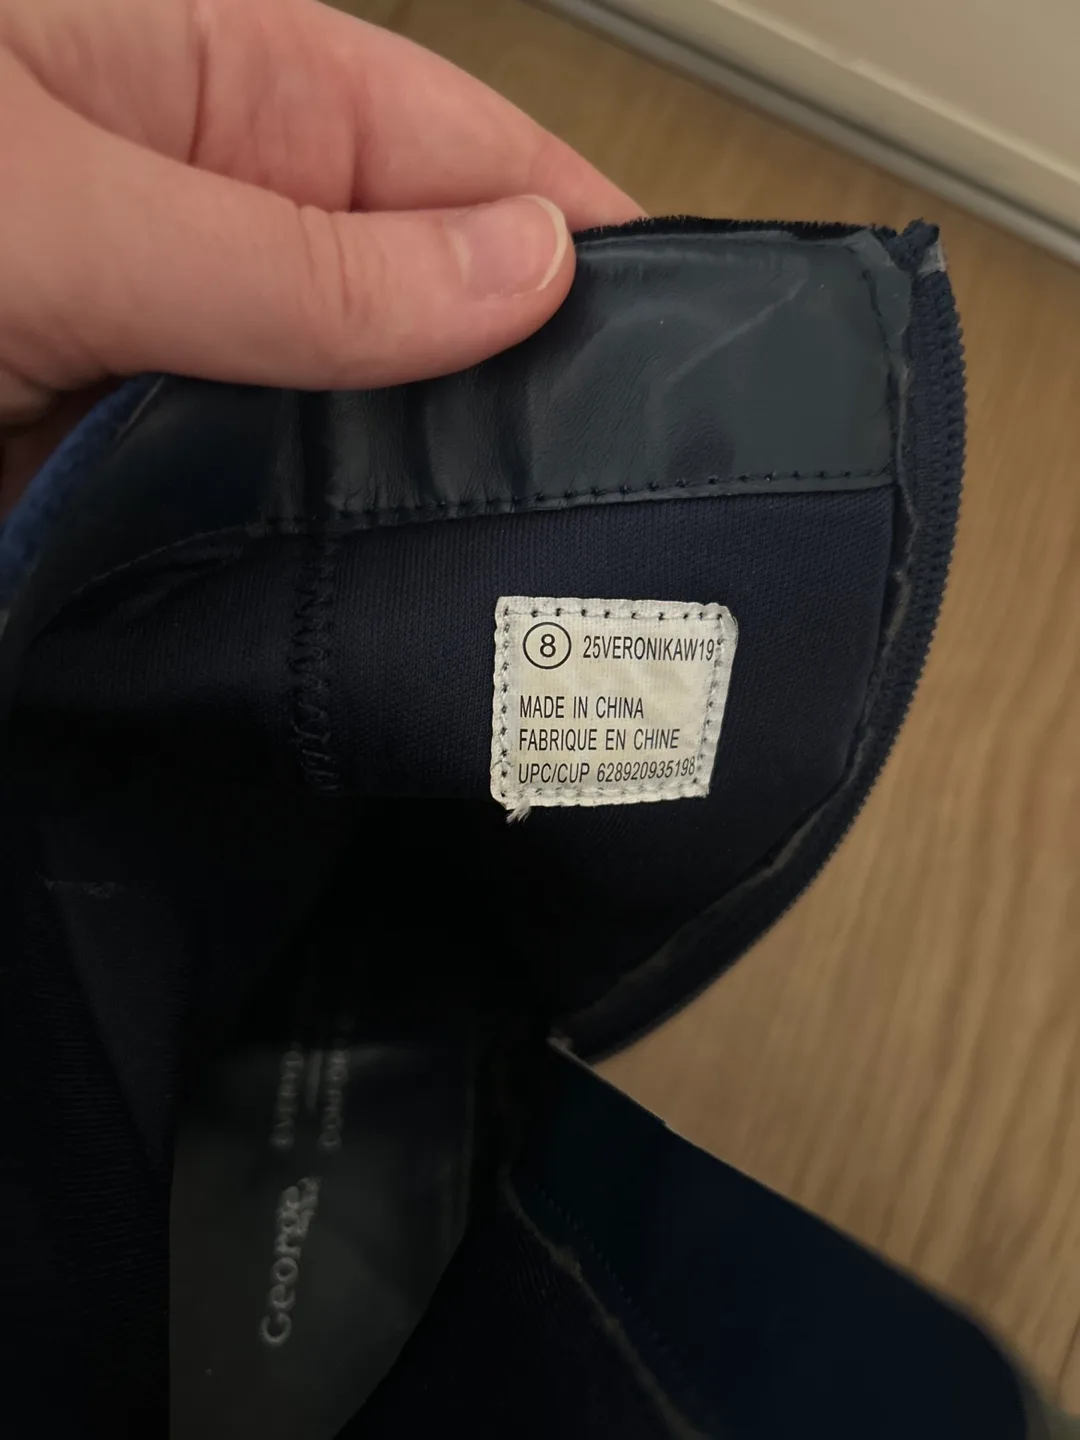 8 25VERONIKAW19
MADE IN CHINA
FABRIQUE EN CHINE
UPC/CUP 628920935198
George